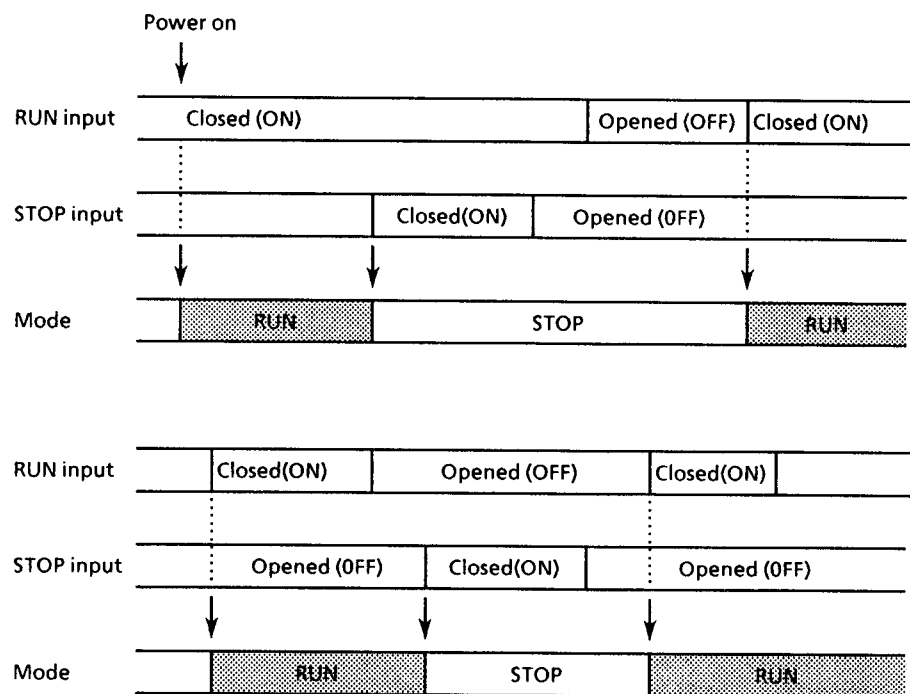 Power on
RUN input Closed (ON) Opened (OFF) Closed (ON)
STOP input Closed(ON) Opened (0FF)
Mode RUN STOP RUN
RUN input Closed(ON) Opened (OFF) Closed(ON)
STOP input Opened (0FF) Closed(ON) Opened (0FF)
Mode RUN STOP RUN